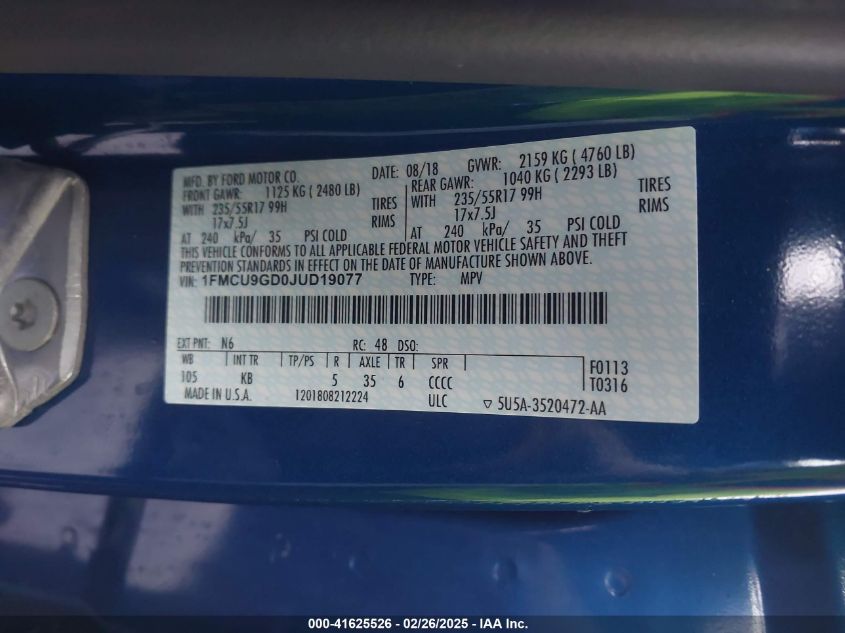 MFD. BY FORD MOTOR CO. DATE: 08/18 GVWR: 2159 KG ( 4760 LB)
FRONT GAWR: 1125 KG ( 2480 LB) REAR GAWR: 1040 KG ( 2293 LB)
WITH 235/55R17 99H TIRES WITH 235/55R17 99H TIRES
17x7.5J RIMS 17x7.5J RIMS
AT 240 kPa/ 35 PSI COLD AT 240 kPa/ 35 PSI COLD
THIS VEHICLE CONFORMS TO ALL APPLICABLE FEDERAL MOTOR VEHICLE SAFETY AND THEFT
PREVENTION STANDARDS IN EFFECT ON THE DATE OF MANUFACTURE SHOWN ABOVE.
VIN: 1FMCU9GD0JUD19077 TYPE: MPV
EXT PNT: N6 RC: 48 DSO:
WB INT TR TP/PS R AXLE TR SPR F0113
105 KB 5 35 6 CCCC T0316
MADE IN U.S.A. 1201808212224 ULC ▽ 5U5A-3520472-AA
000-41625526 - 02/26/2025 - IAA Inc.